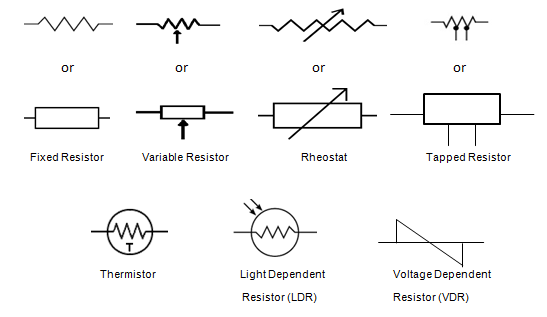 or or or or
Fixed Resistor Variable Resistor Rheostat Tapped Resistor
T
Thermistor Light Dependent Voltage Dependent
Resistor (LDR) Resistor (VDR)